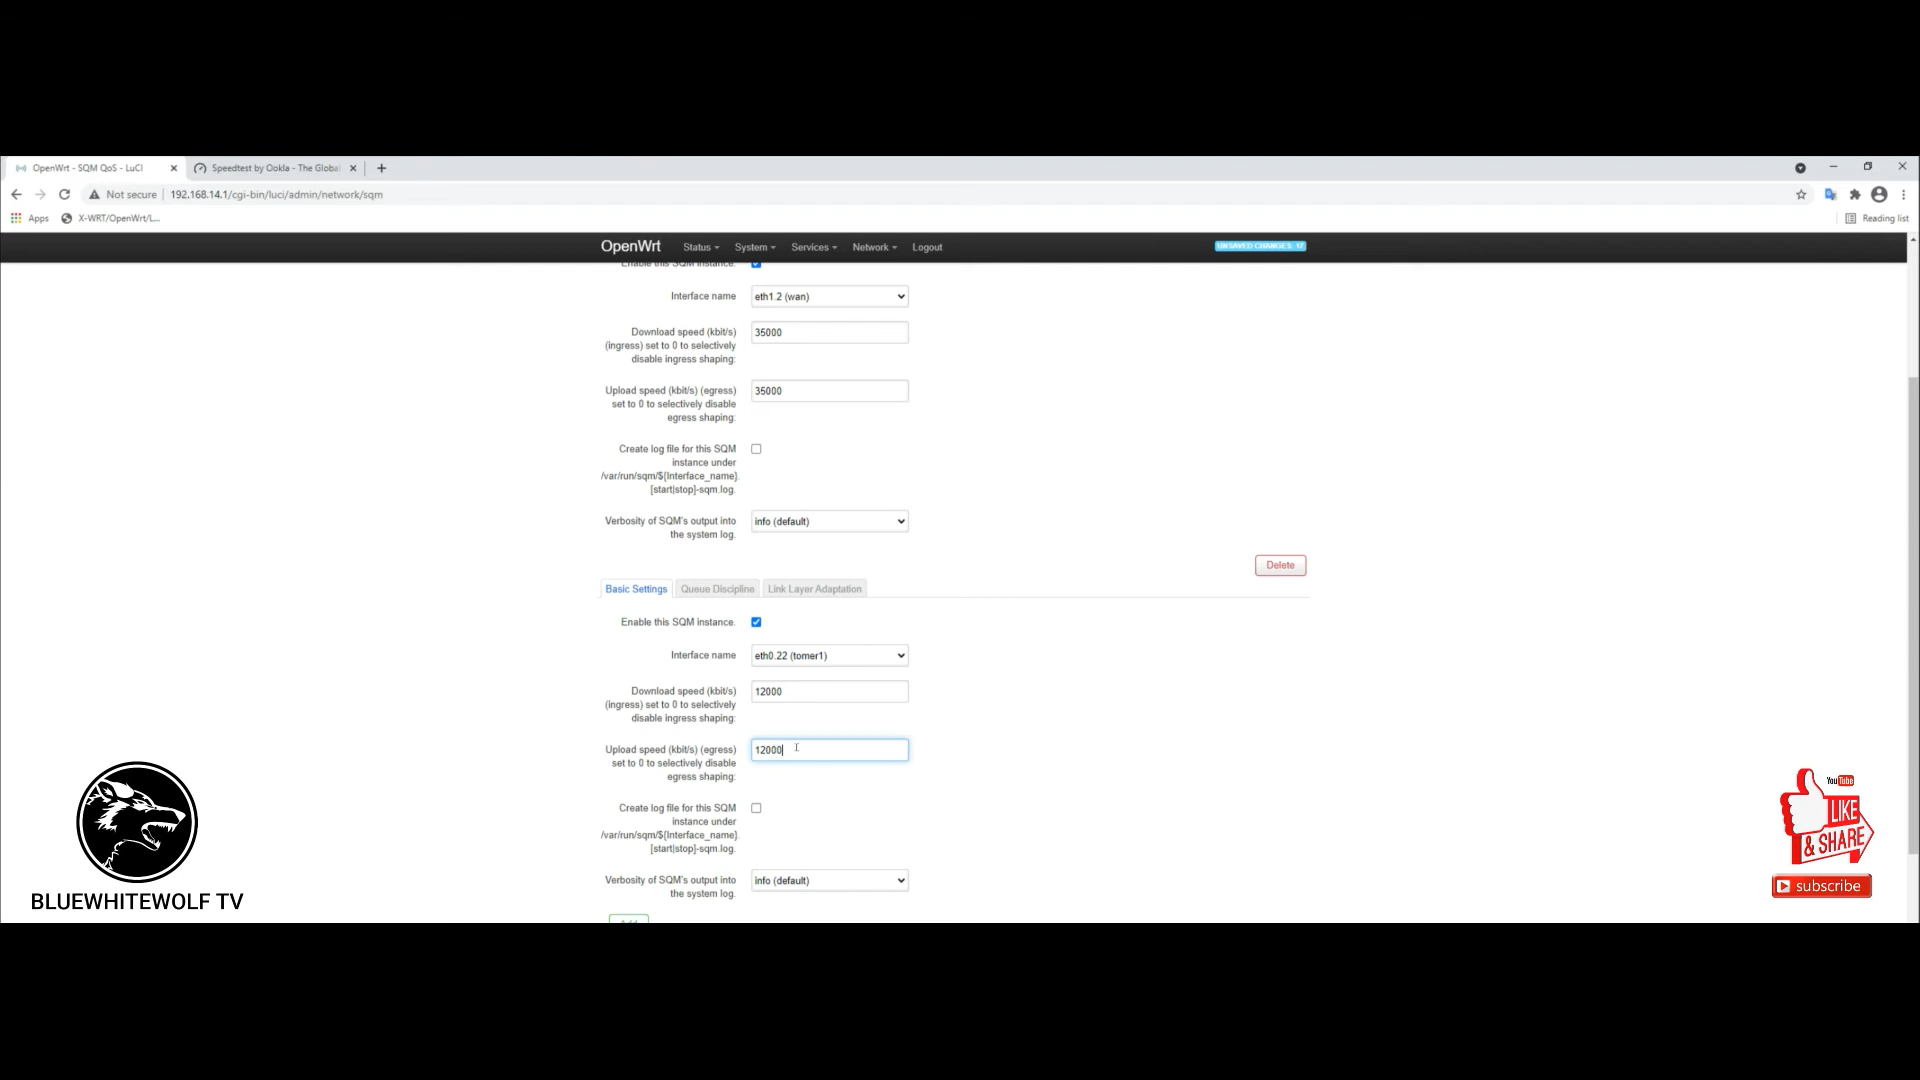 OpenWrt - SQM QoS - LuCI
Speedtest by Ookla - The Global
Not secure
192.168.14.1/cgi-bin/luci/admin/network/sqm
Apps
X-WRT/OpenWrt/L...
Reading list
OpenWrt
Status
System
Services
Network
Logout
UNSAVED CHANGES: 17
Enable this SQM instance.
Interface name
eth1.2 (wan)
Download speed (kbit/s)
(ingress) set to 0 to selectively
disable ingress shaping:
35000
Upload speed (kbit/s) (egress)
set to 0 to selectively disable
egress shaping:
35000
Create log file for this SQM
instance under
/var/run/sqm/${Interface_name}.
[start|stop]-sqm.log.
Verbosity of SQM's output into
the system log.
info (default)
Delete
Basic Settings
Queue Discipline
Link Layer Adaptation
Enable this SQM instance.
Interface name
eth0.22 (tomer1)
Download speed (kbit/s)
(ingress) set to 0 to selectively
disable ingress shaping:
12000
Upload speed (kbit/s) (egress)
set to 0 to selectively disable
egress shaping:
12000
Create log file for this SQM
instance under
/var/run/sqm/${Interface_name}.
[start|stop]-sqm.log.
Verbosity of SQM's output into
the system log.
info (default)
BLUEWHITEWOLF TV
YouTube
LIKE
& SHARE
subscribe